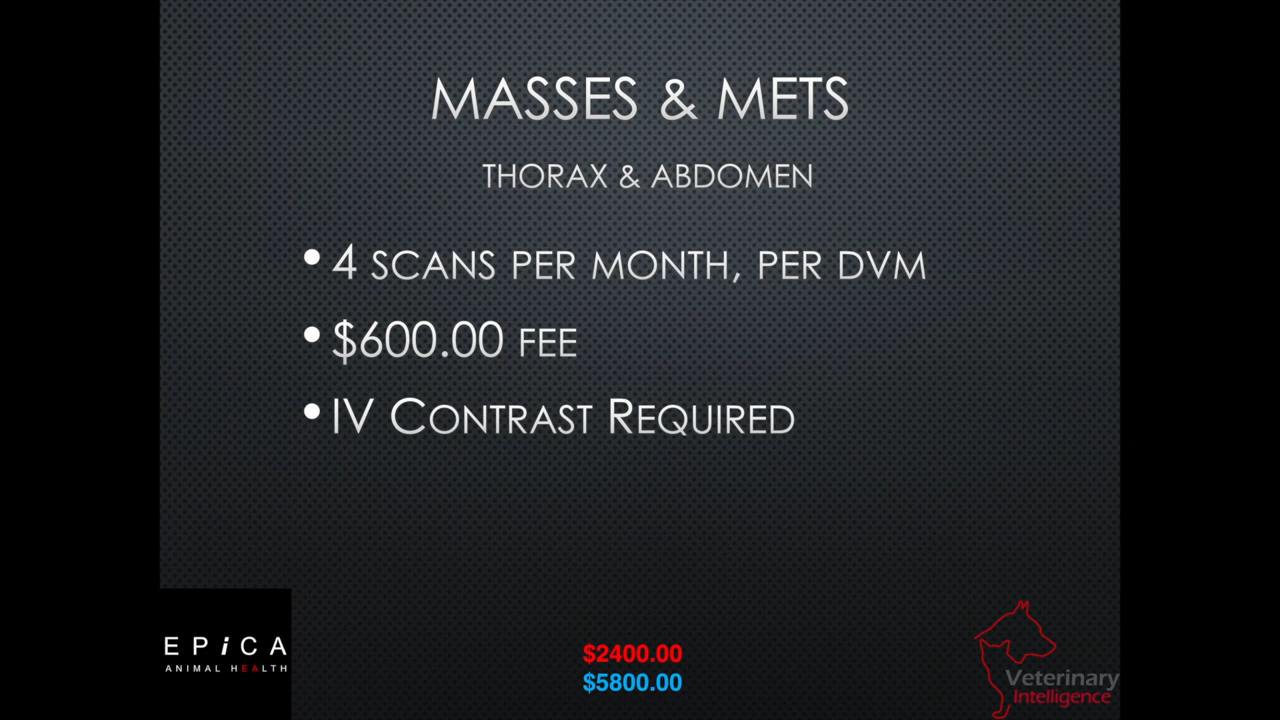 MASSES & METS
THORAX & ABDOMEN
• 4 SCANS PER MONTH, PER DVM
• $600.00 FEE
• IV CONTRAST REQUIRED
EPiCA
ANIMAL HEALTH
$2400.00
$5800.00
Veterinary
Intelligence